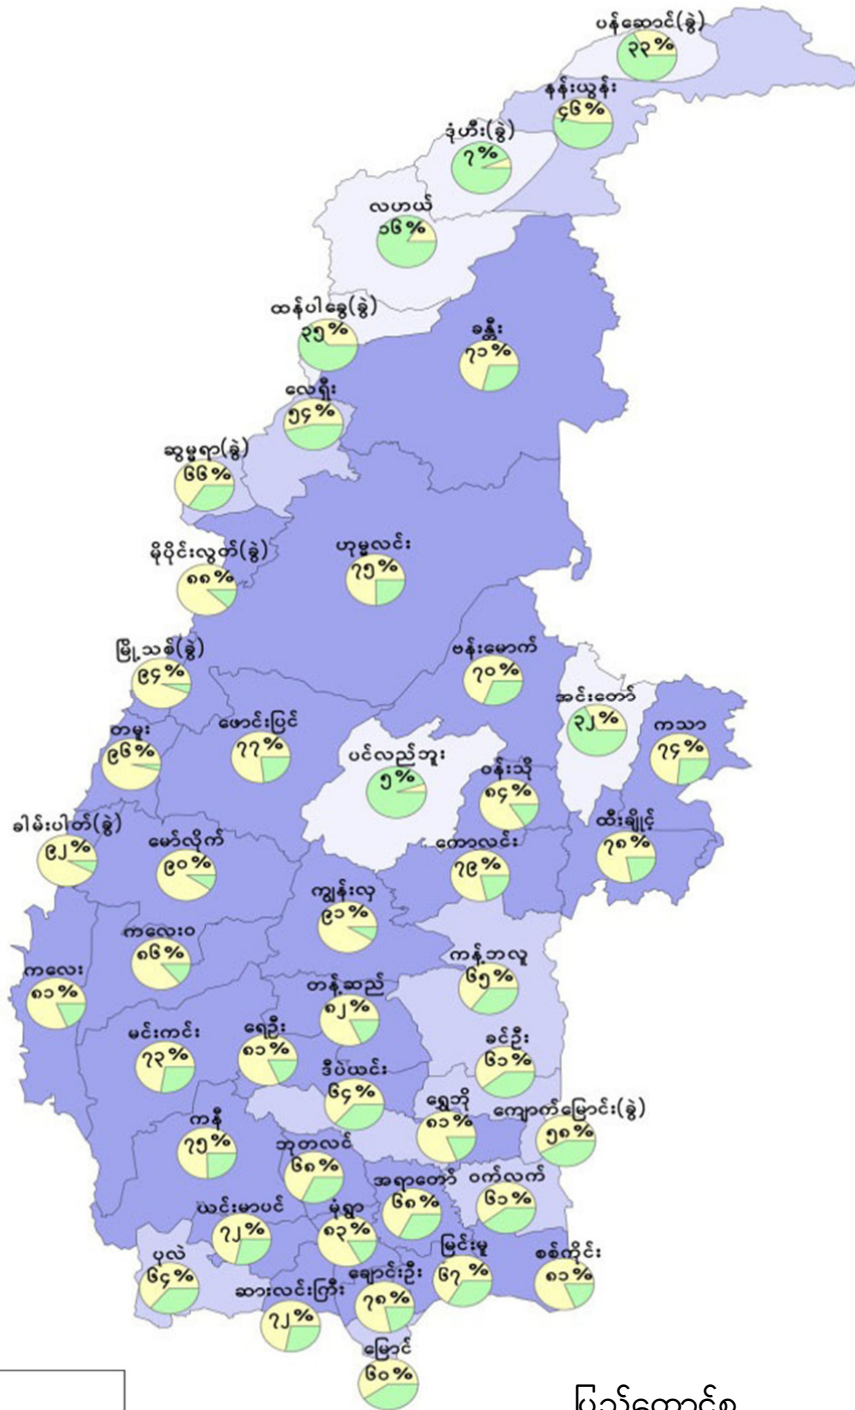 ပန်ဆောင်(ခွဲ)
၃၃%
နန်းယွန်း
၄၆%
ဒုံဟီး(ခွဲ)
၇%
လဟယ်
၁၆%
ထန်ပါခွေ(ခွဲ)
၃၅%
ခန္တီး
၇၁%
လေရှီး
၅၄%
ဆွမ္မရာ(ခွဲ)
၆၆%
မိုပိုင်းလွတ်(ခွဲ)
၈၈%
ဟုမ္မလင်း
၇၅%
မြို့သစ်(ခွဲ)
၉၄%
ဗန်းမောက်
၇၀%
အင်းတော်
၃၂%
ကသာ
၇၄%
တမူး
၉၆%
ဖောင်းပြင်
၇၇%
ပင်လည်ဘူး
၅%
ဝန်းသို
၈၄%
ထီးချိုင့်
၇၈%
ခါမ်းပါတ်(ခွဲ)
၉၂%
မော်လိုက်
၉၀%
ကောလင်း
၇၉%
ကျွန်းလှ
၉၁%
ကလေးဝ
၈၆%
ကန့်ဘလူ
၆၅%
ကလေး
၈၁%
တန့်ဆည်
၈၂%
မင်းကင်း
၇၃%
ရေဦး
၈၁%
ခင်ဦး
၆၁%
ဒီပဲယင်း
၆၄%
ရွှေဘို
၈၁%
ကျောက်မြောင်း(ခွဲ)
၅၈%
ကနီ
၇၅%
ဘုတလင်
၆၈%
အရာတော်
၆၈%
ဝက်လက်
၆၁%
ယင်းမာပင်
၇၂%
မုံရွာ
၈၃%
မြင်းမူ
၆၇%
စစ်ကိုင်း
၈၁%
ပုလဲ
၆၄%
ဆားလင်းကြီး
၇၂%
ချောင်းဦး
၇၈%
မြောင်
၆၀%
ပြည်ထောင်စု